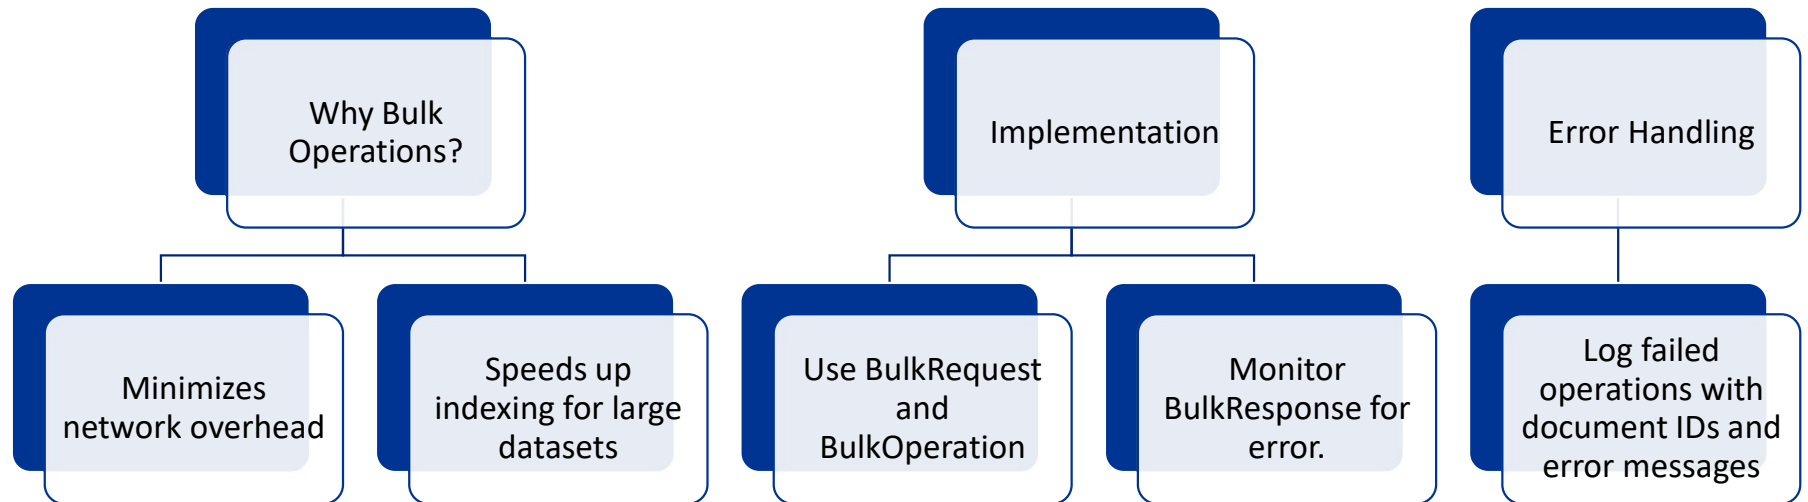 Why Bulk
Operations?
Implementation
Error Handling
Minimizes
network overhead
Speeds up
indexing for large
datasets
Use BulkRequest
and
BulkOperation
Monitor
BulkResponse for
error.
Log failed
operations with
document IDs and
error messages